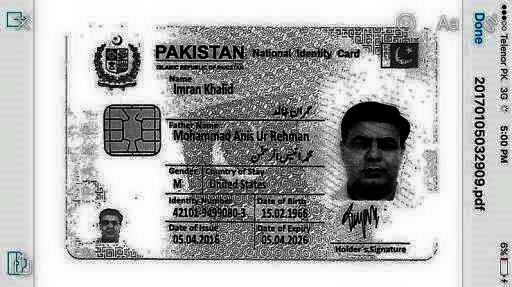 PAKISTAN National Identity Card
ISLAMIC REPUBLIC OF PAKISTAN
Name
Imran Khalid
عمران خالد
Father Name
Mohammad Anis Ur Rehman
محمد انیس الرحمٰن
Gender Country of Stay
M United States
Identity Number Date of Birth
42101-9499080-3 15.02.1966
Date of Issue Date of Expiry
05.04.2016 05.04.2026
Holder's Signature
Aa
Telenor PK 3G 5:00 PM 6%
Done
20170105032909.pdf